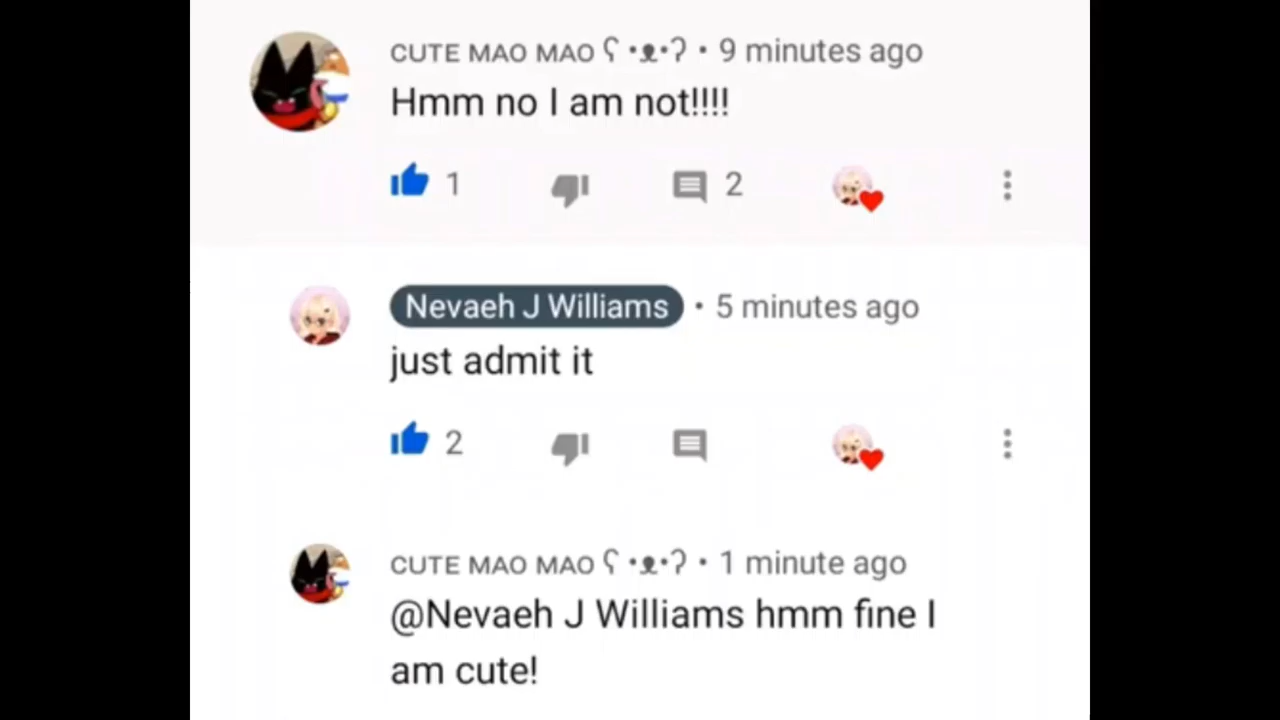 CUTE MAO MAO ʕ •ᴥ•ʔ • 9 minutes ago
Hmm no I am not!!!!
1 2
Nevaeh J Williams • 5 minutes ago
just admit it
2
CUTE MAO MAO ʕ •ᴥ•ʔ • 1 minute ago
@Nevaeh J Williams hmm fine I
am cute!